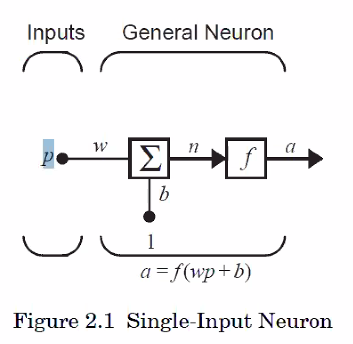 Inputs General Neuron
p w Σ n f a
b
1
a = f(wp + b)
Figure 2.1 Single-Input Neuron